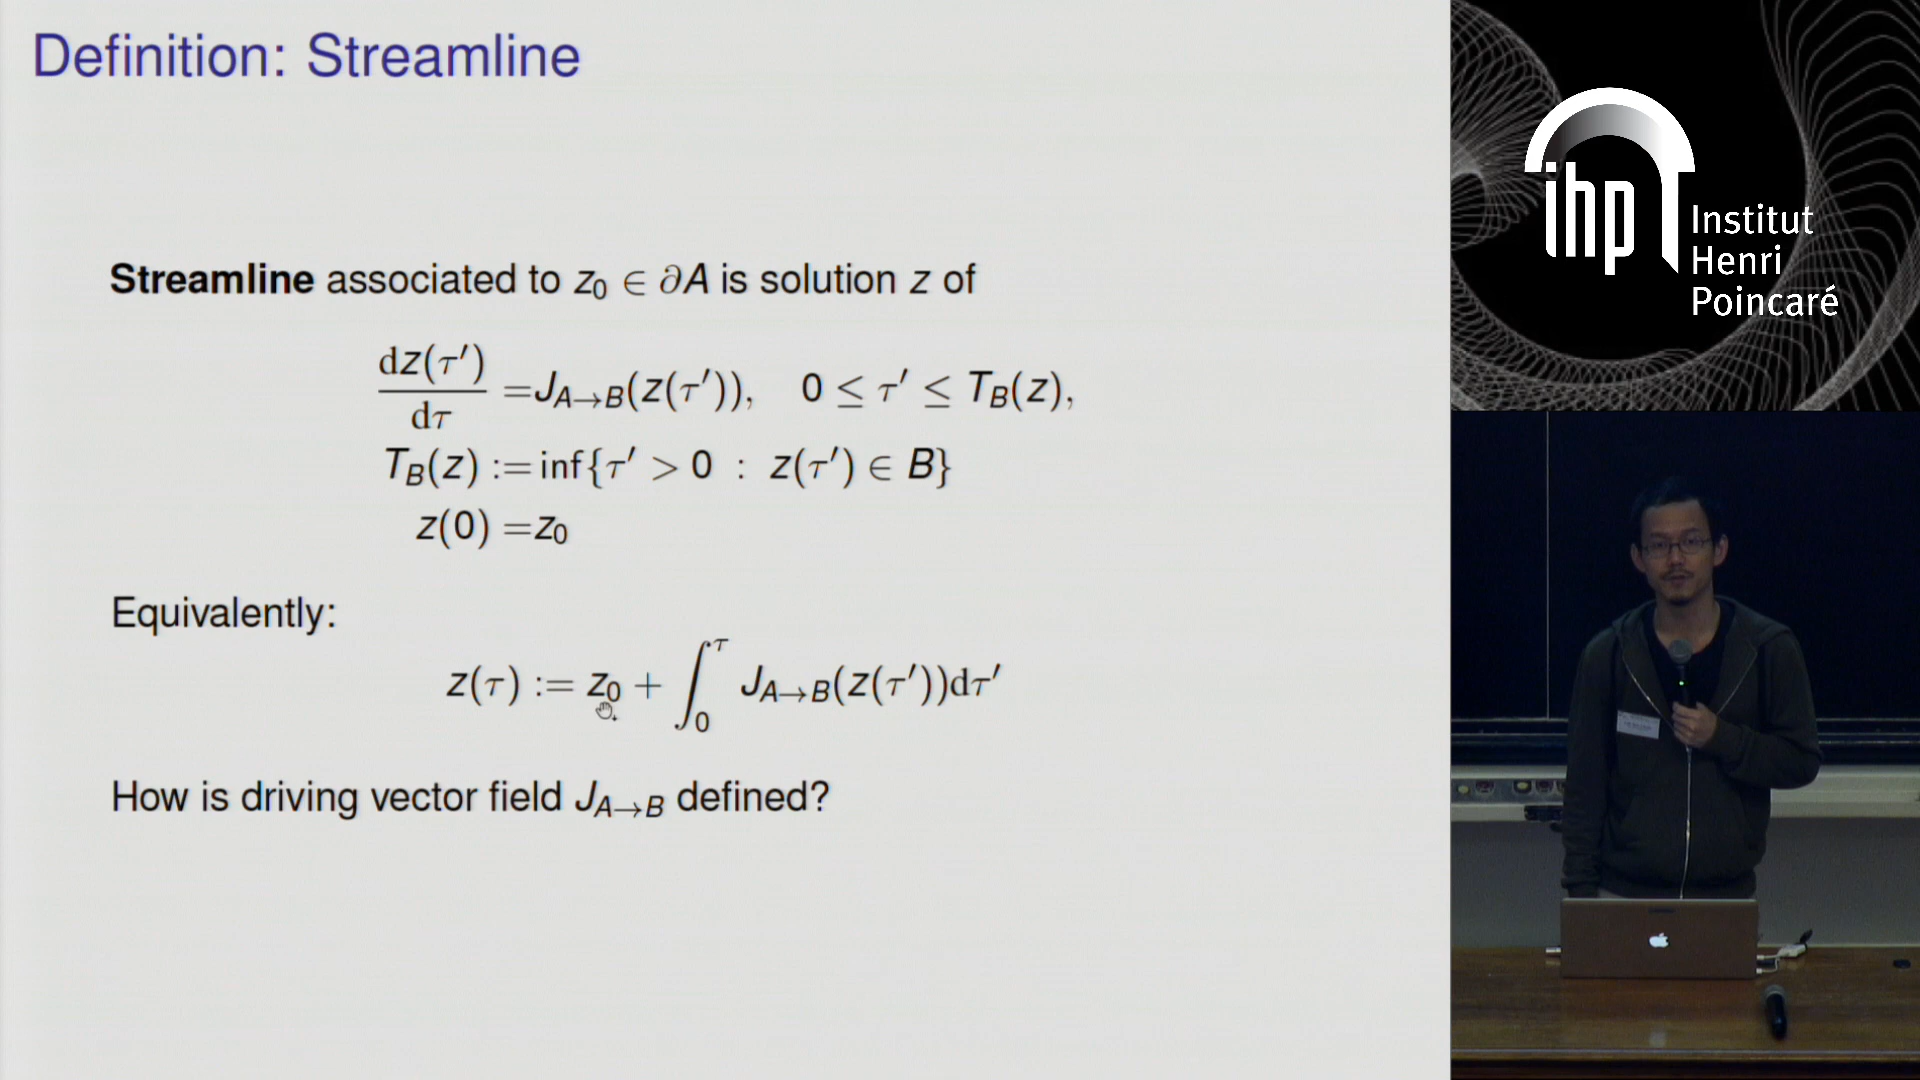 Definition: Streamline
Streamline associated to z₀ ∈ ∂A is solution z of
dz(τ′)/dτ = J_{A→B}(z(τ′)), 0 ≤ τ′ ≤ T_B(z),
T_B(z) := inf{τ′ > 0 : z(τ′) ∈ B}
z(0) = z₀
Equivalently:
z(τ) := z₀ + ∫₀^τ J_{A→B}(z(τ′))dτ′
How is driving vector field J_{A→B} defined?
ihp
Institut
Henri
Poincaré